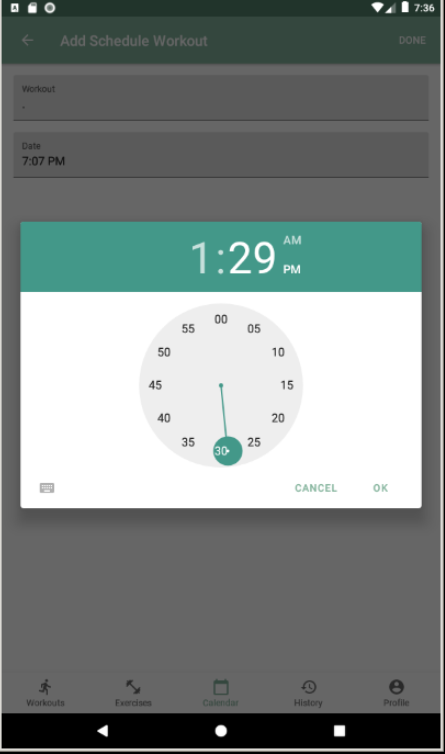 7:36
Add Schedule Workout
DONE
Workout
.
Date
7:07 PM
1:29
AM
PM
00
05
10
15
20
25
30
35
40
45
50
55
CANCEL
OK
Workouts
Exercises
Calendar
History
Profile